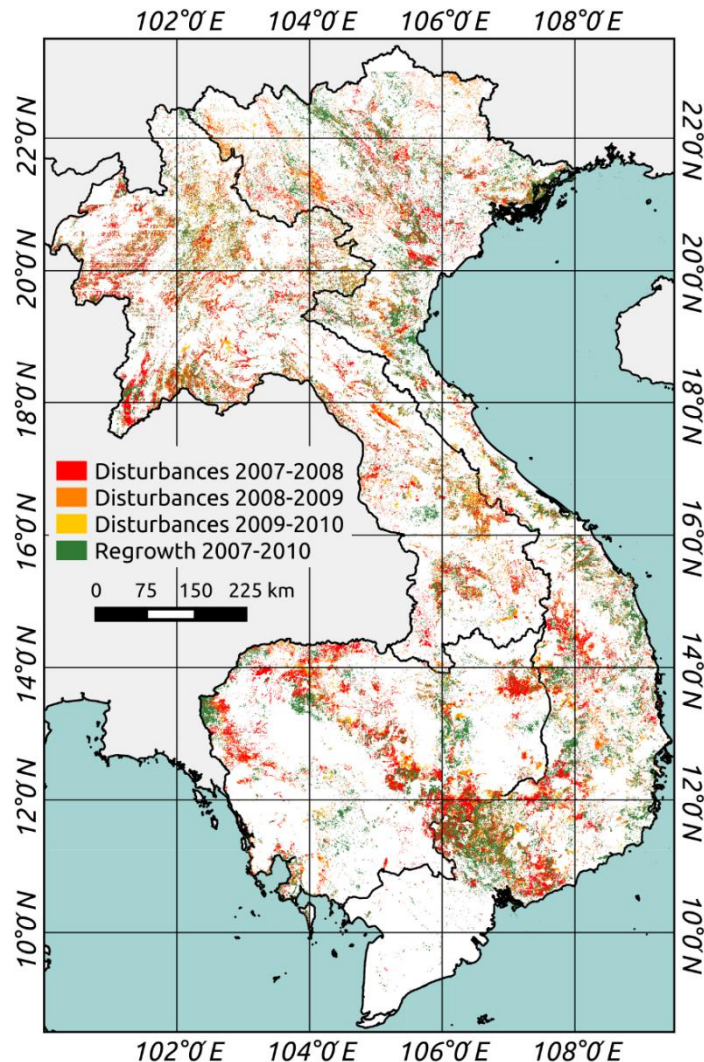 102°0′E 104°0′E 106°0′E 108°0′E
22°0′N 22°0′N
20°0′N 20°0′N
18°0′N 18°0′N
Disturbances 2007-2008
Disturbances 2008-2009
Disturbances 2009-2010
Regrowth 2007-2010
16°0′N 16°0′N
0 75 150 225 km
14°0′N 14°0′N
12°0′N 12°0′N
10°0′N 10°0′N
102°0′E 104°0′E 106°0′E 108°0′E